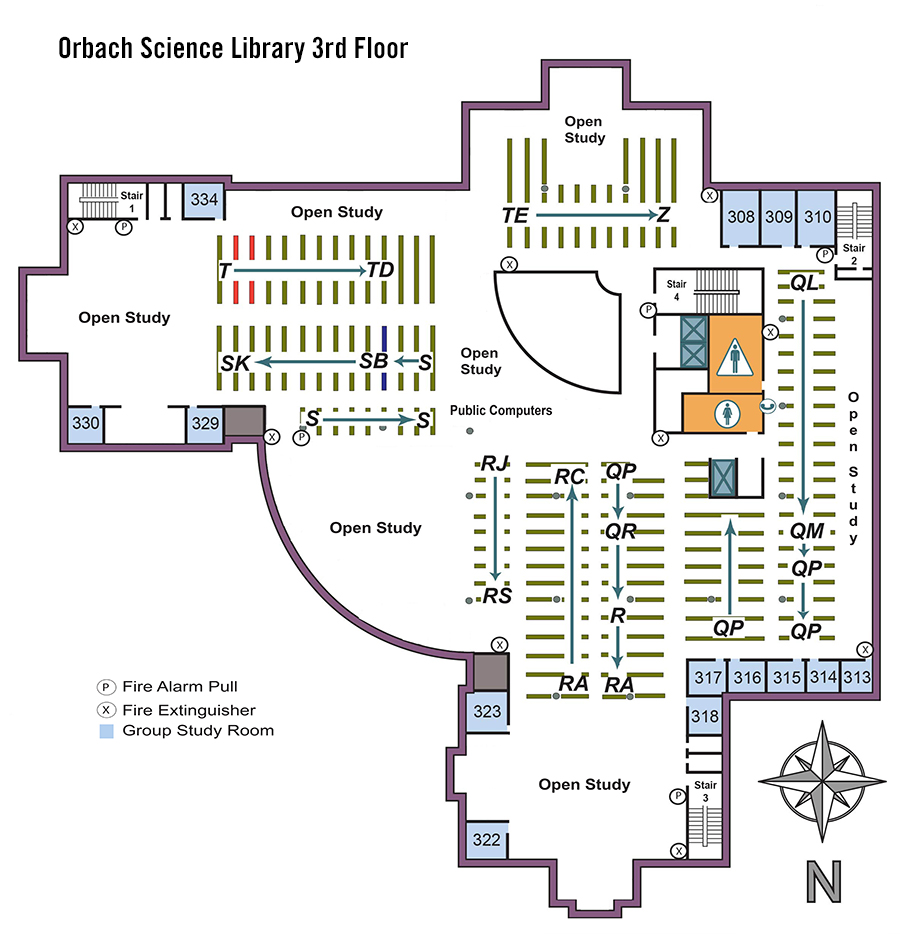 Orbach Science Library 3rd Floor
Open
Study
Stair
1
334
Open Study
TE
Z
308
309
310
Stair
2
T
TD
Open Study
Stair
4
QL
SK
SB
S
Open
Study
S
S
Public Computers
330
329
Open Study
RJ
RC
QP
QR
Open Study
QM
QP
RS
R
QP
QP
RA
RA
317
316
315
314
313
P Fire Alarm Pull
X Fire Extinguisher
Group Study Room
323
318
Open Study
Stair
3
322
N
X
P
X
P
X
P
X
X
X
P
X
X
P
X